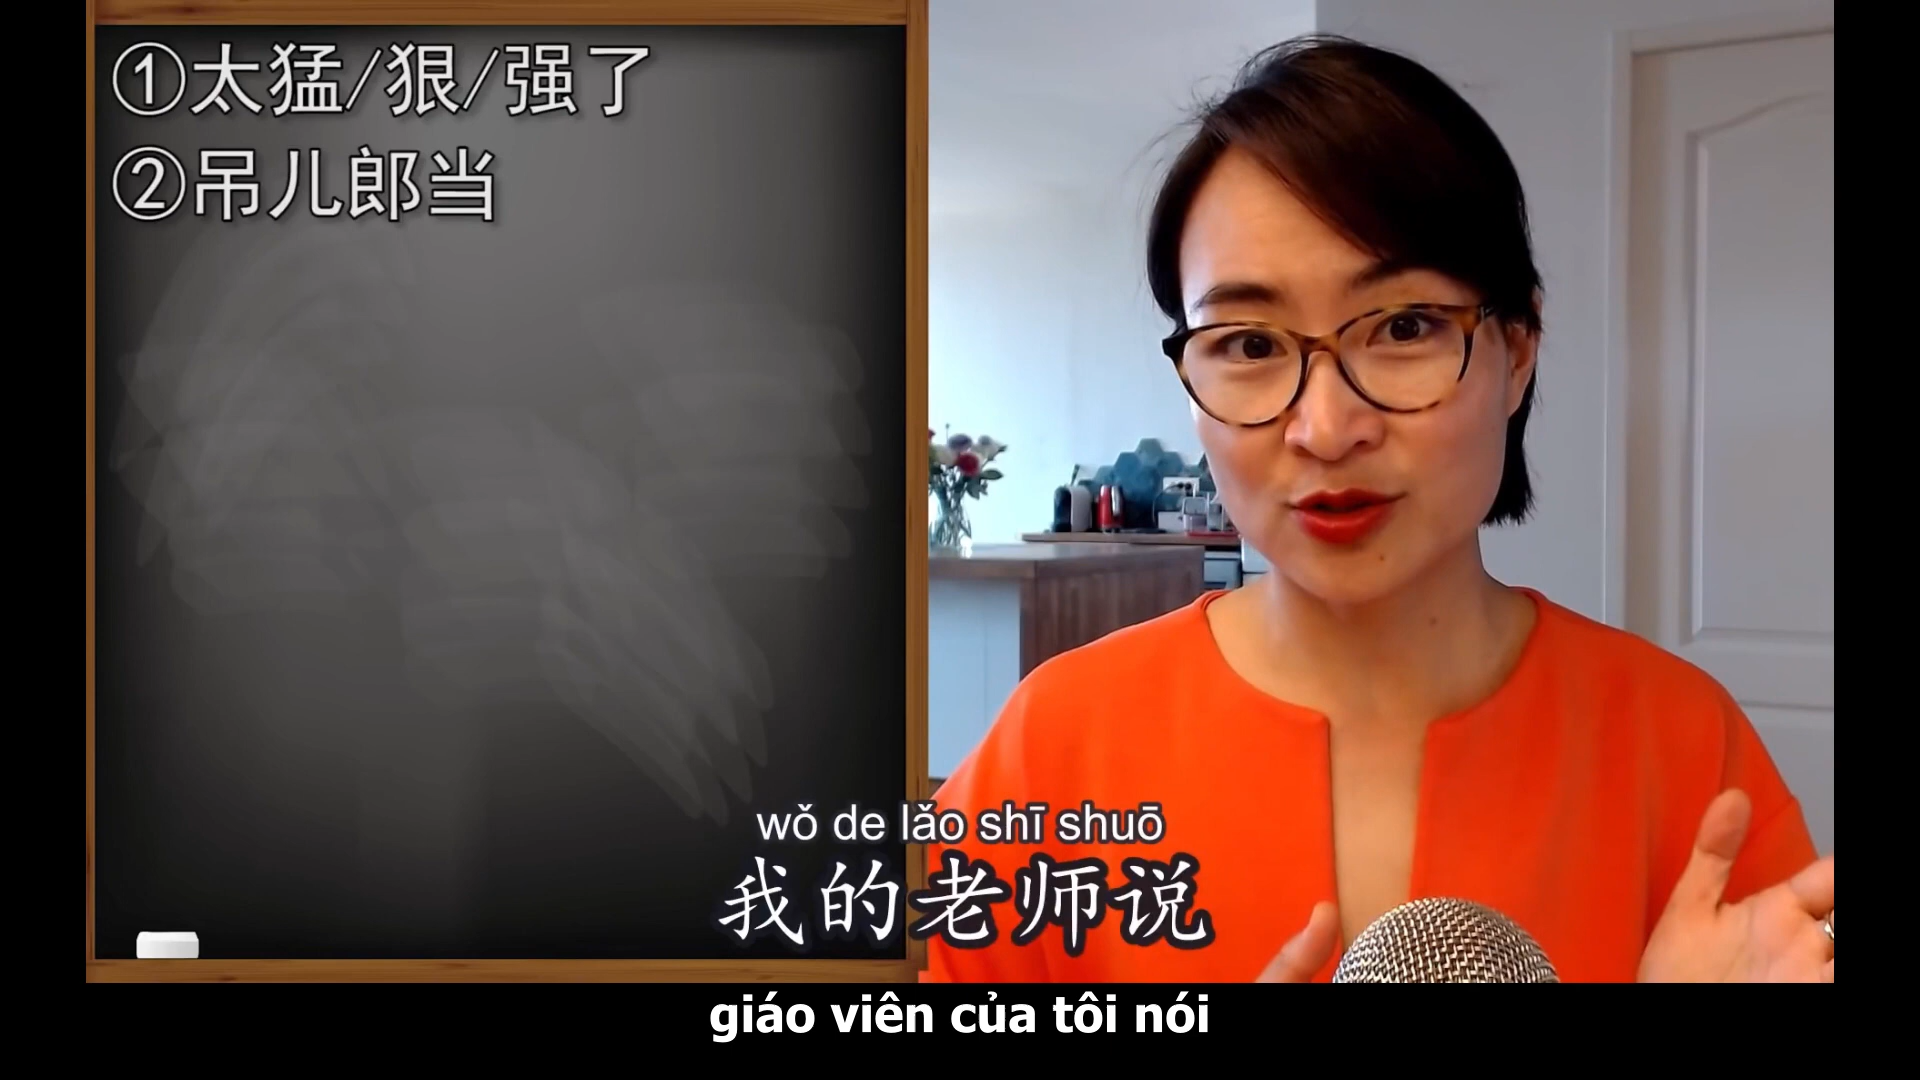 ①太猛/狠/强了
②吊儿郎当
wǒ de lǎo shī shuō
我的老师说
giáo viên của tôi nói